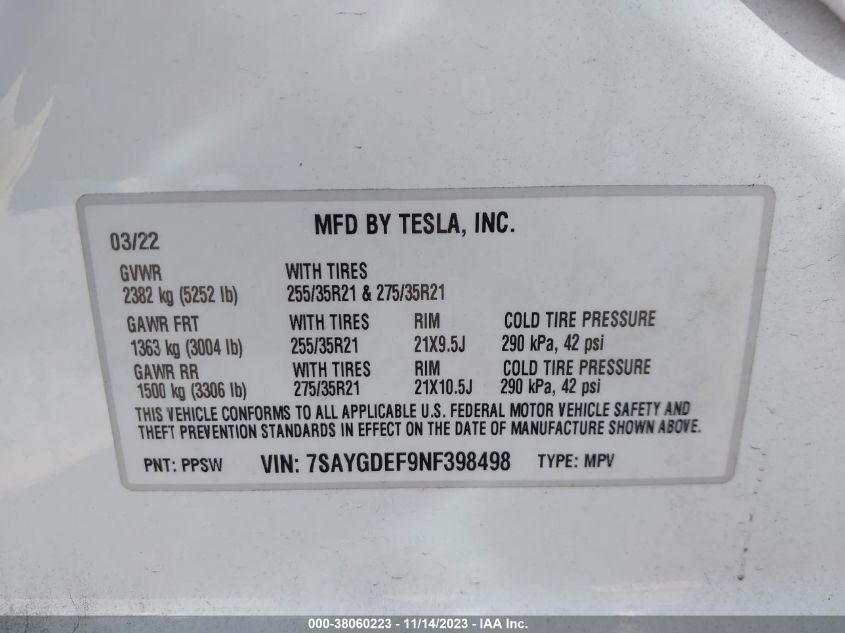 MFD BY TESLA, INC.
03/22
GVWR WITH TIRES
2382 kg (5252 lb) 255/35R21 & 275/35R21
GAWR FRT WITH TIRES RIM COLD TIRE PRESSURE
1363 kg (3004 lb) 255/35R21 21X9.5J 290 kPa, 42 psi
GAWR RR WITH TIRES RIM COLD TIRE PRESSURE
1500 kg (3306 lb) 275/35R21 21X10.5J 290 kPa, 42 psi
THIS VEHICLE CONFORMS TO ALL APPLICABLE U.S. FEDERAL MOTOR VEHICLE SAFETY AND
THEFT PREVENTION STANDARDS IN EFFECT ON THE DATE OF MANUFACTURE SHOWN ABOVE.
PNT: PPSW VIN: 7SAYGDEF9NF398498 TYPE: MPV
000-38060223 - 11/14/2023 - IAA Inc.